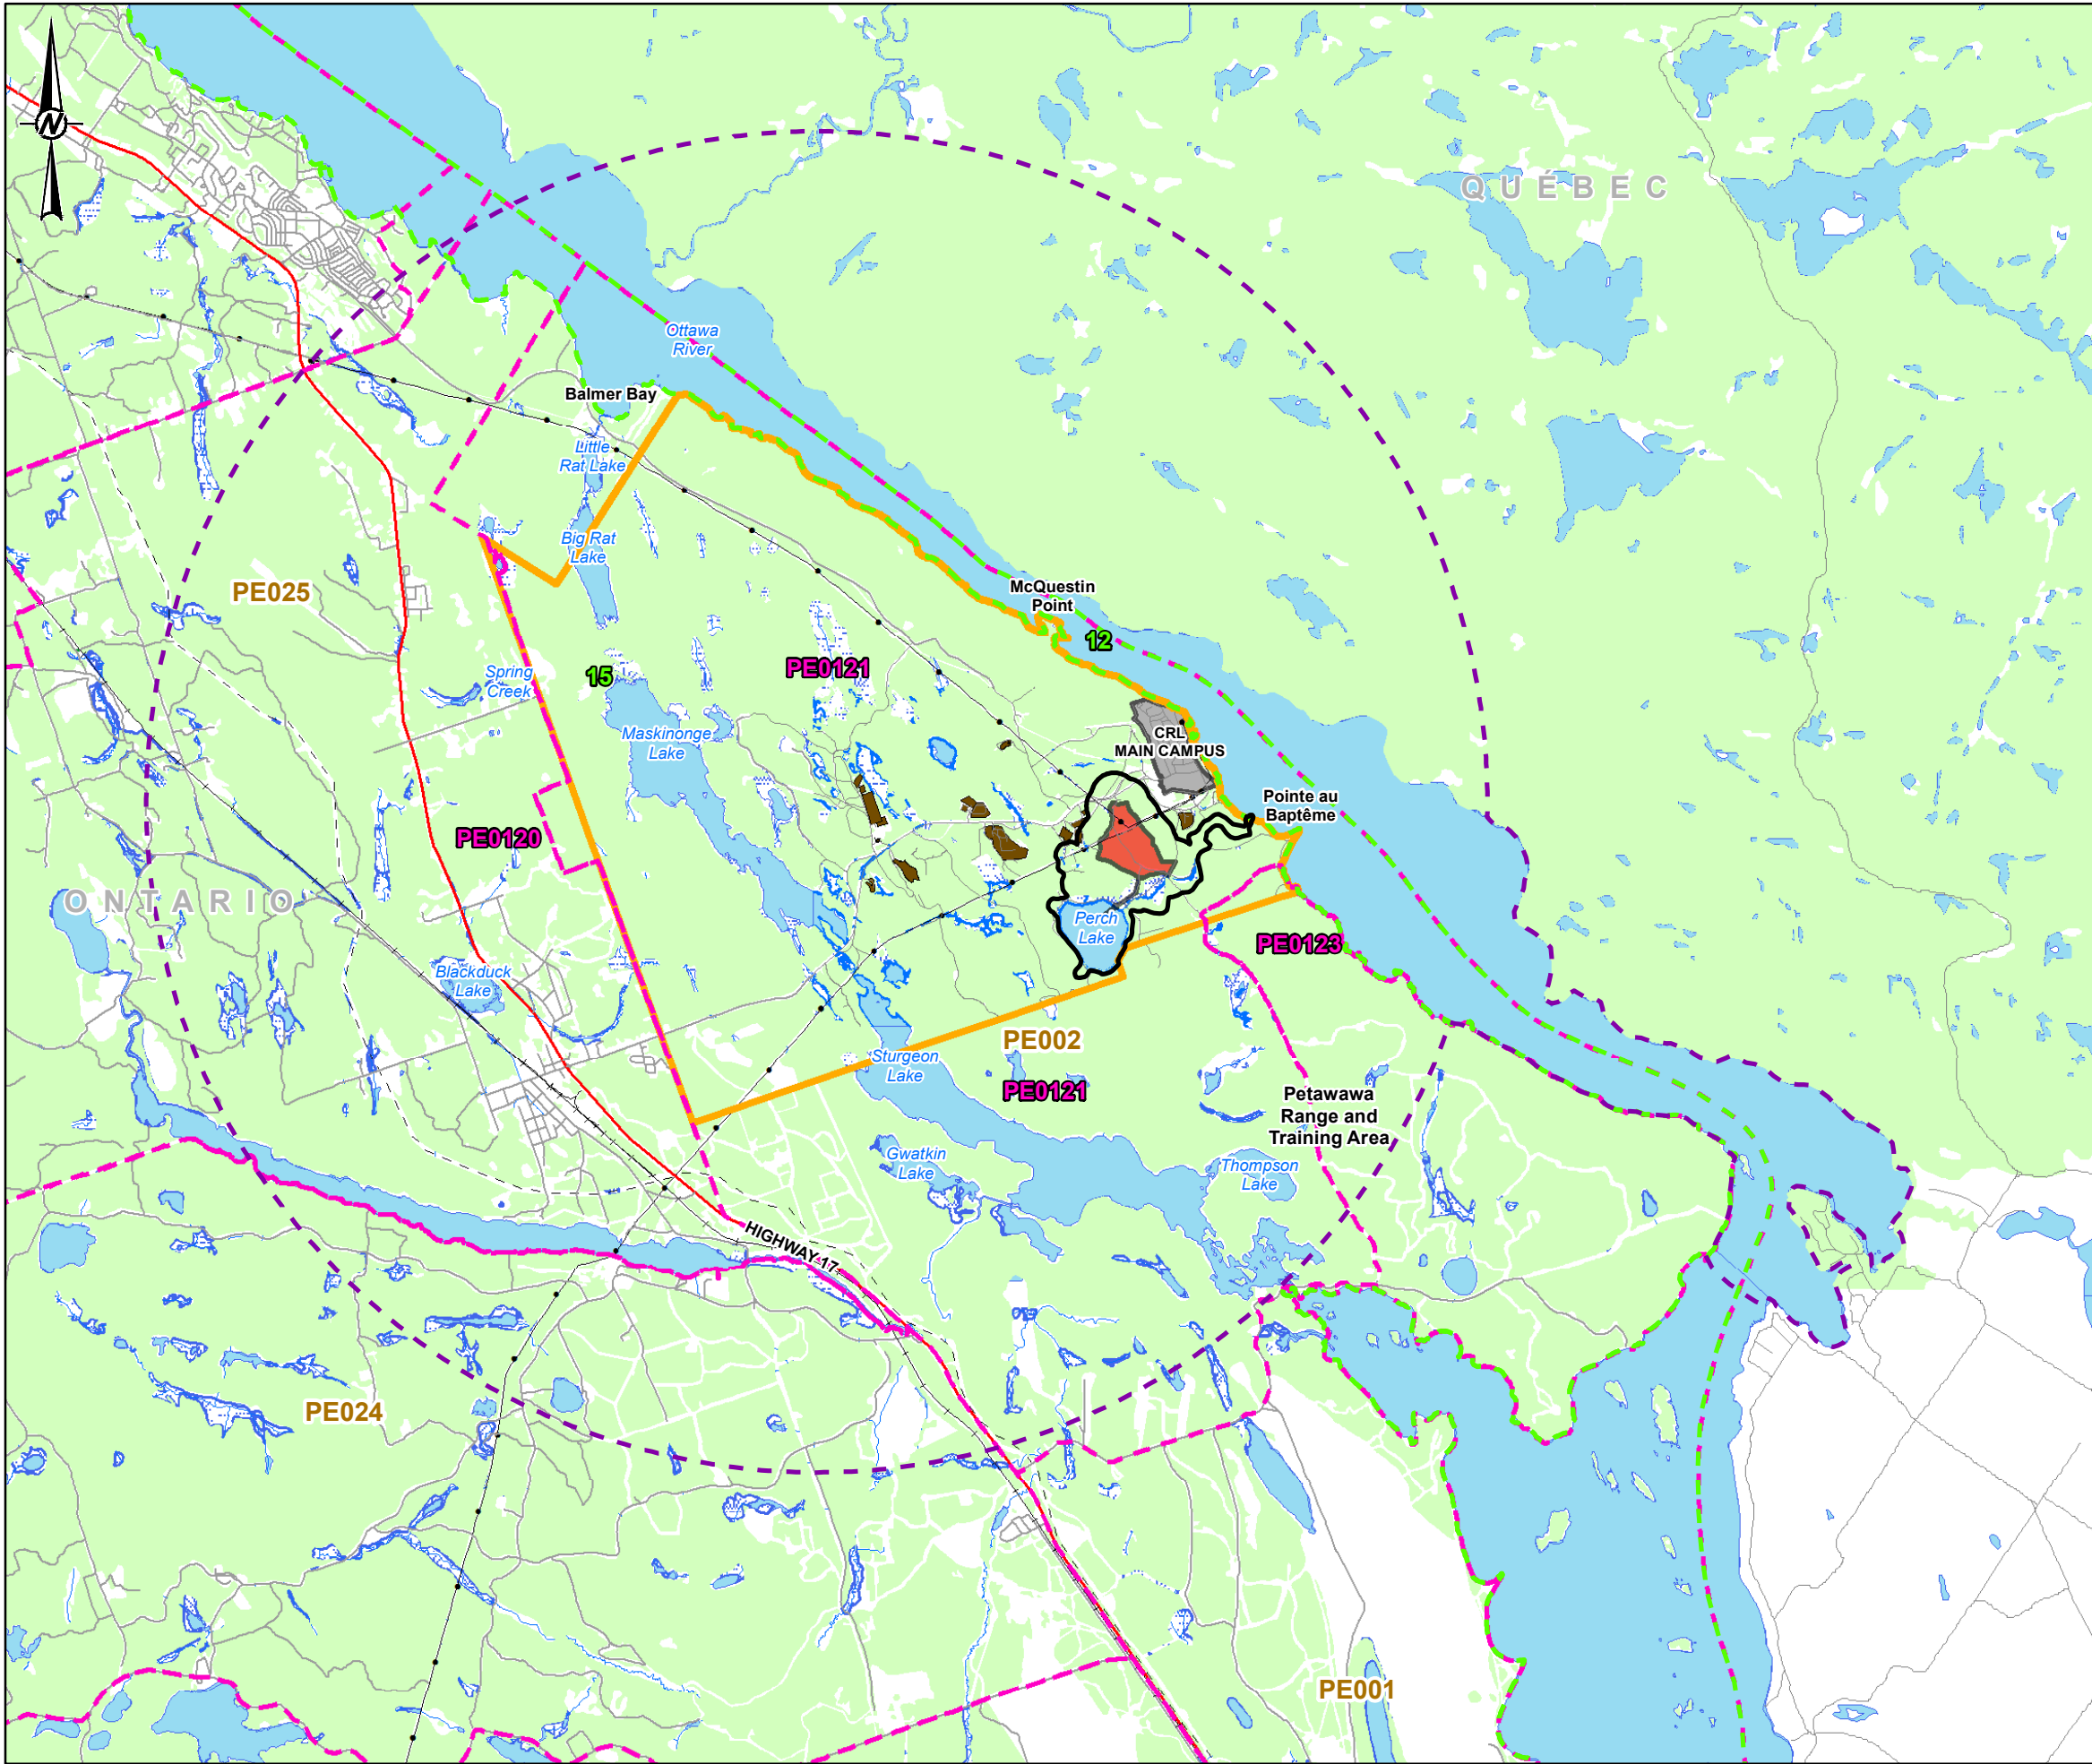 N
QUÉBEC
Ottawa
River
Balmer Bay
Little
Rat Lake
Big Rat
Lake
PE025
McQuestin
Point
12
PE0121
15
Spring
Creek
Maskinonge
Lake
CRL
MAIN CAMPUS
Pointe au
Baptême
PE0120
ONTARIO
Perch
Lake
PE0123
Blackduck
Lake
PE002
Sturgeon
Lake
PE0121
Petawawa
Range and
Training Area
Gwatkin
Lake
Thompson
Lake
HIGHWAY 17
PE024
PE001